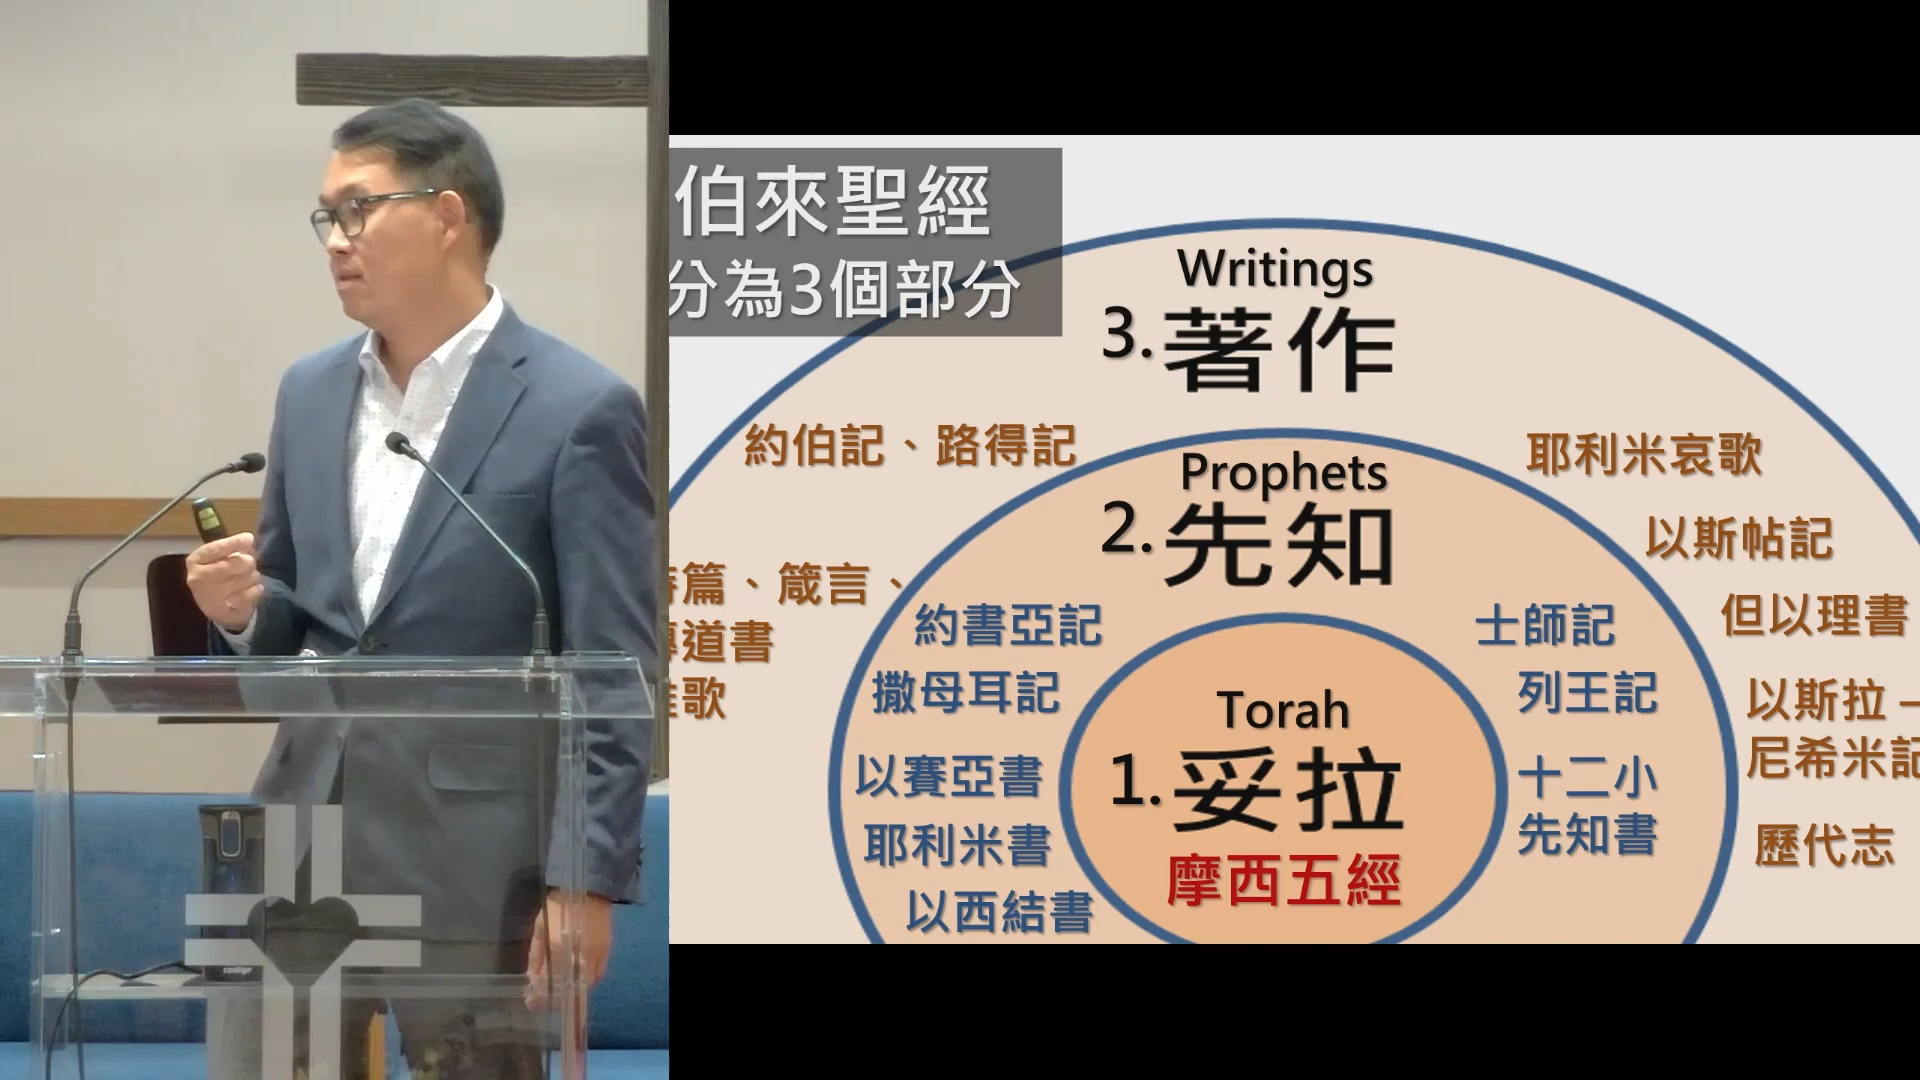 伯來聖經
分為3個部分
Writings
3.著作
約伯記、路得記
耶利米哀歌
Prophets
2.先知
以斯帖記
篇、箴言、
道書
歌
約書亞記
士師記
但以理書
撒母耳記
列王記
Torah
1.妥拉
摩西五經
以斯拉–
尼希米記
以賽亞書
耶利米書
以西結書
十二小
先知書
歷代志
contigo